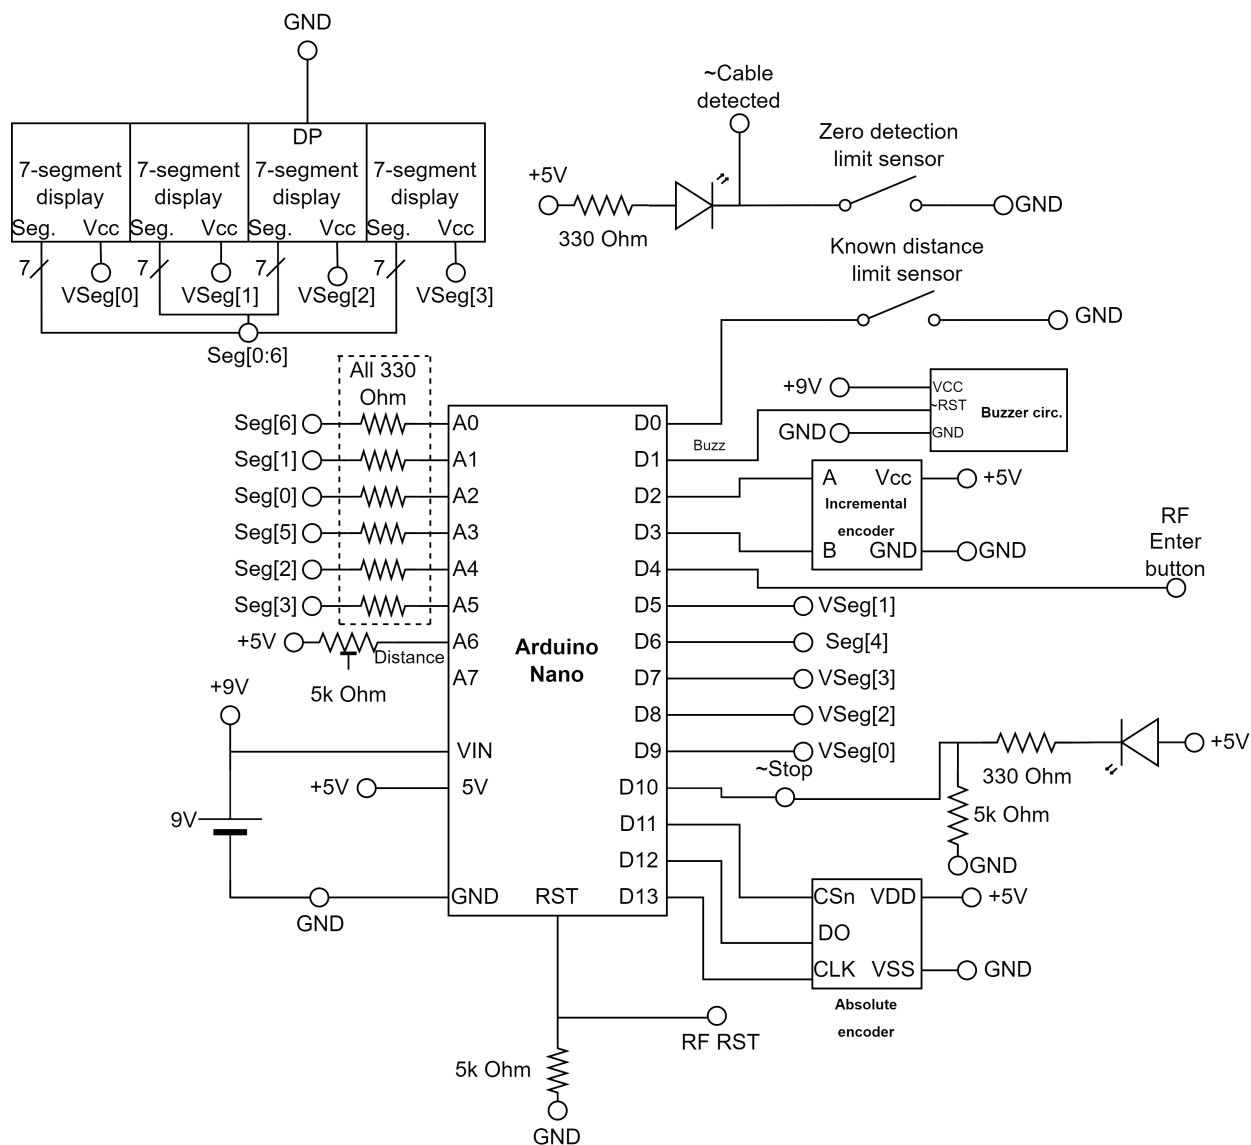 GND
DP
7-segment
display
7-segment
display
7-segment
display
7-segment
display
Seg. Vcc
Seg. Vcc
Seg. Vcc
Seg. Vcc
7
7
7
7
VSeg[0]
VSeg[1]
VSeg[2]
VSeg[3]
Seg[0:6]
~Cable
detected
+5V
330 Ohm
Zero detection
limit sensor
GND
Known distance
limit sensor
GND
All 330
Ohm
Seg[6]
Seg[1]
Seg[0]
Seg[5]
Seg[2]
Seg[3]
+5V
Distance
5k Ohm
+9V
+5V
9V
GND
A0
A1
A2
A3
A4
A5
A6
A7
VIN
5V
GND
RST
Arduino
Nano
D0
D1
D2
D3
D4
D5
D6
D7
D8
D9
D10
D11
D12
D13
Buzz
+9V
GND
VCC
~RST
GND
Buzzer circ.
A Vcc
Incremental
encoder
B GND
+5V
GND
RF
Enter
button
VSeg[1]
Seg[4]
VSeg[3]
VSeg[2]
VSeg[0]
~Stop
330 Ohm
+5V
5k Ohm
GND
CSn VDD
DO
CLK VSS
+5V
GND
Absolute
encoder
RF RST
5k Ohm
GND